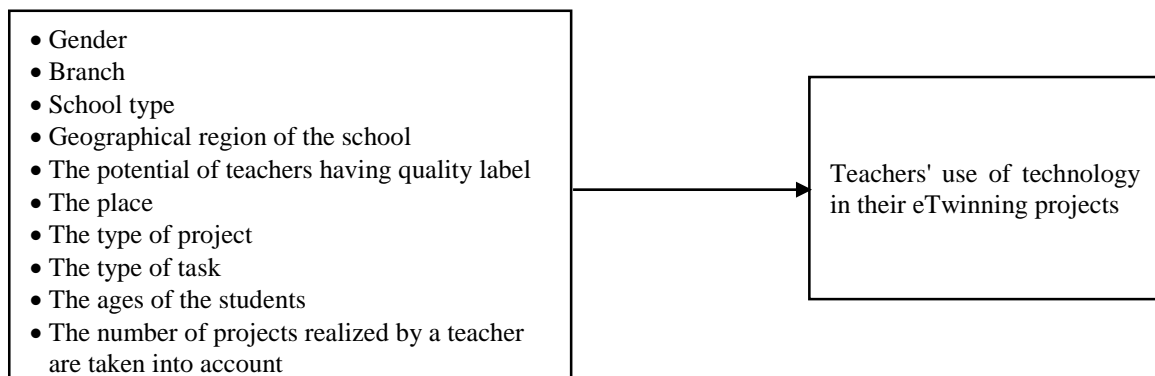 • Gender
• Branch
• School type
• Geographical region of the school
• The potential of teachers having quality label
• The place
• The type of project
• The type of task
• The ages of the students
• The number of projects realized by a teacher
are taken into account
Teachers' use of technology
in their eTwinning projects